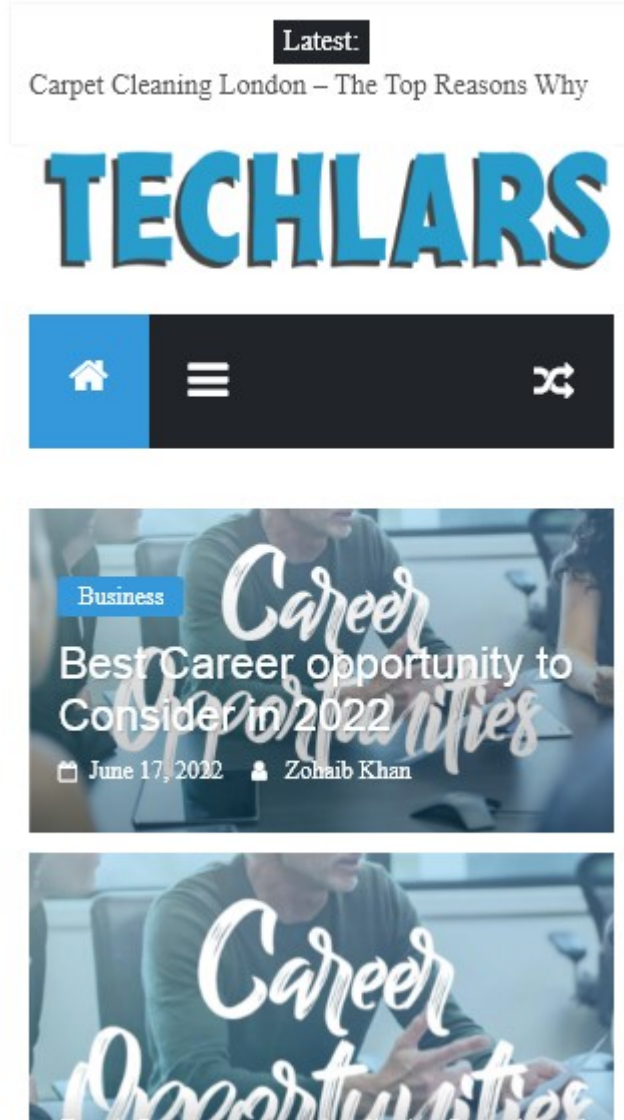 Latest:
Carpet Cleaning London – The Top Reasons Why
TECHLARS
Career
Opportunities
Business
Best Career opportunity to
Consider in 2022
June 17, 2022 Zohaib Khan
Career
Opportunities